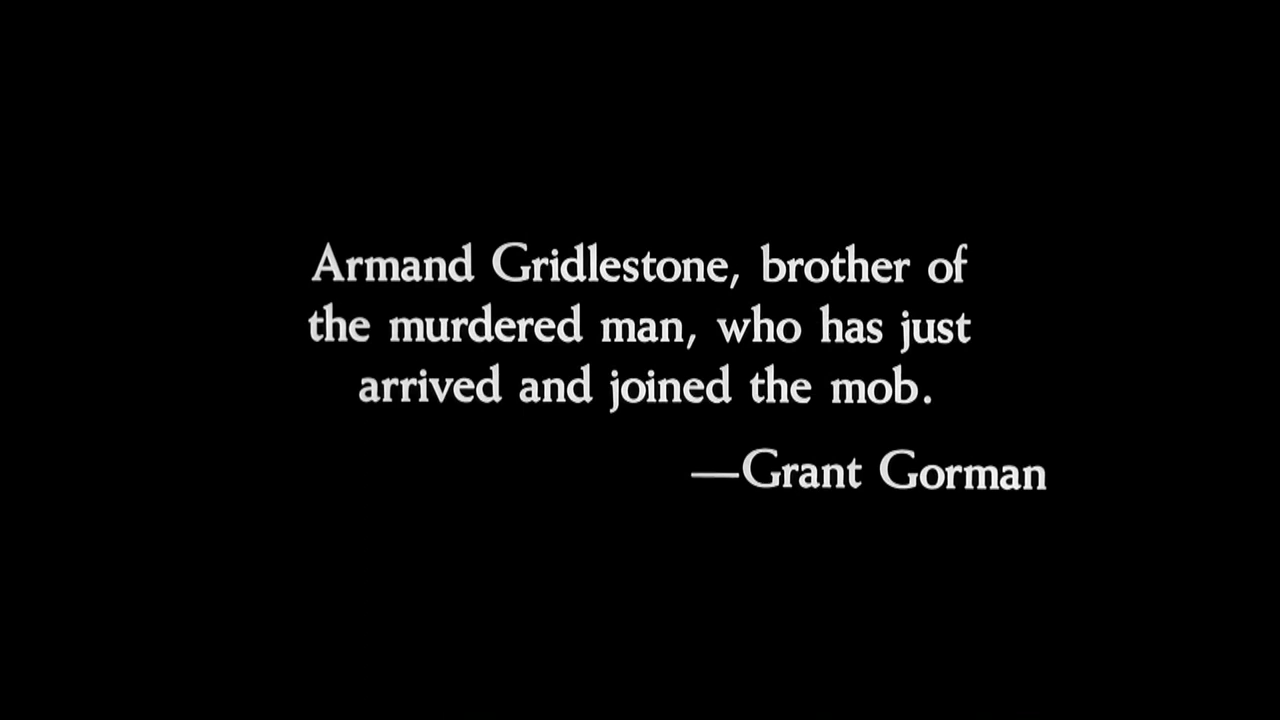 Armand Gridlestone, brother of
the murdered man, who has just
arrived and joined the mob.
—Grant Gorman